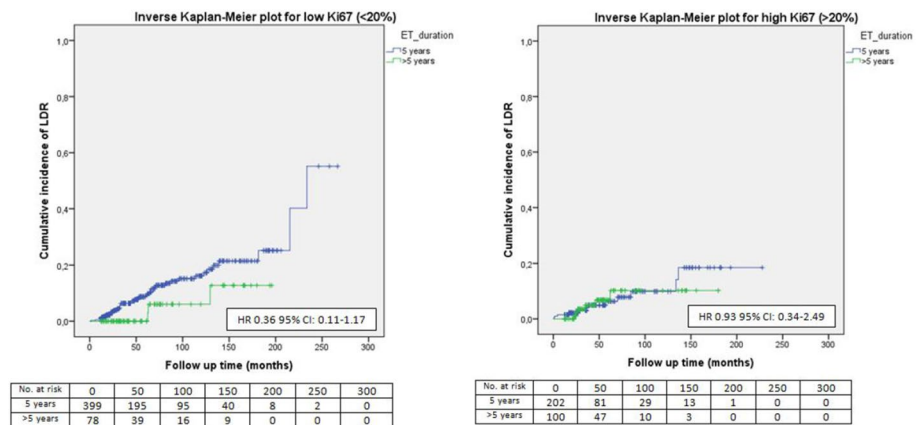 Inverse Kaplan-Meier plot for low Ki67 (<20%)
ET_duration
5 years
>5 years
1,0
0,8
0,6
0,4
0,2
0,0
Cumulative incidence of LDR
HR 0.36 95% CI: 0.11-1.17
0 50 100 150 200 250 300
Follow up time (months)
No. at risk 0 50 100 150 200 250 300
5 years 399 195 95 40 8 2 0
>5 years 78 39 16 9 0 0 0
Inverse Kaplan-Meier plot for high Ki67 (>20%)
ET_duration
5 years
>5 years
1,0
0,8
0,6
0,4
0,2
0,0
Cumulative incidence of LDR
HR 0.93 95% CI: 0.34-2.49
0 50 100 150 200 250 300
Follow up time (months)
No. at risk 0 50 100 150 200 250 300
5 years 202 81 29 13 1 0 0
>5 years 100 47 10 3 0 0 0